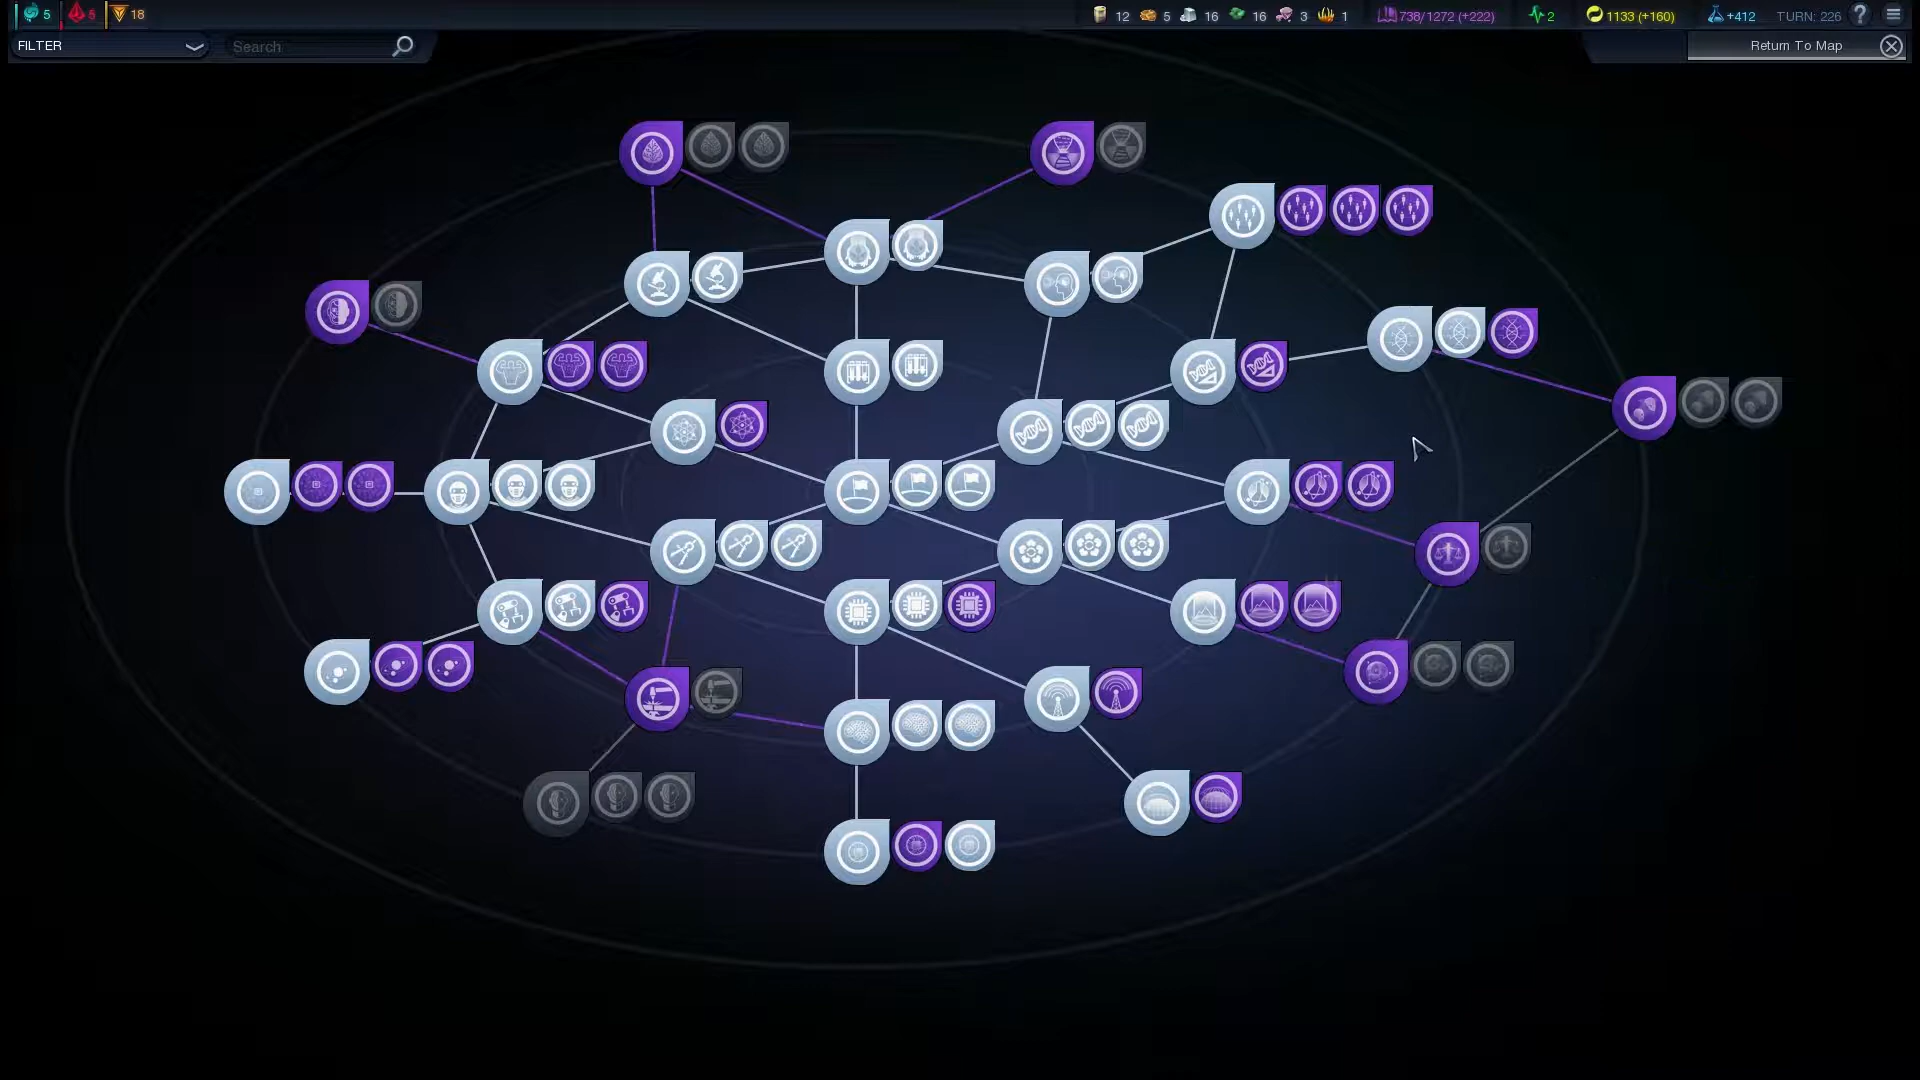 5 5 18 12 5 16 16 3 1 738/1272 (+222) 2 1133 (+160) +412 TURN: 226 ?
FILTER Search Return To Map